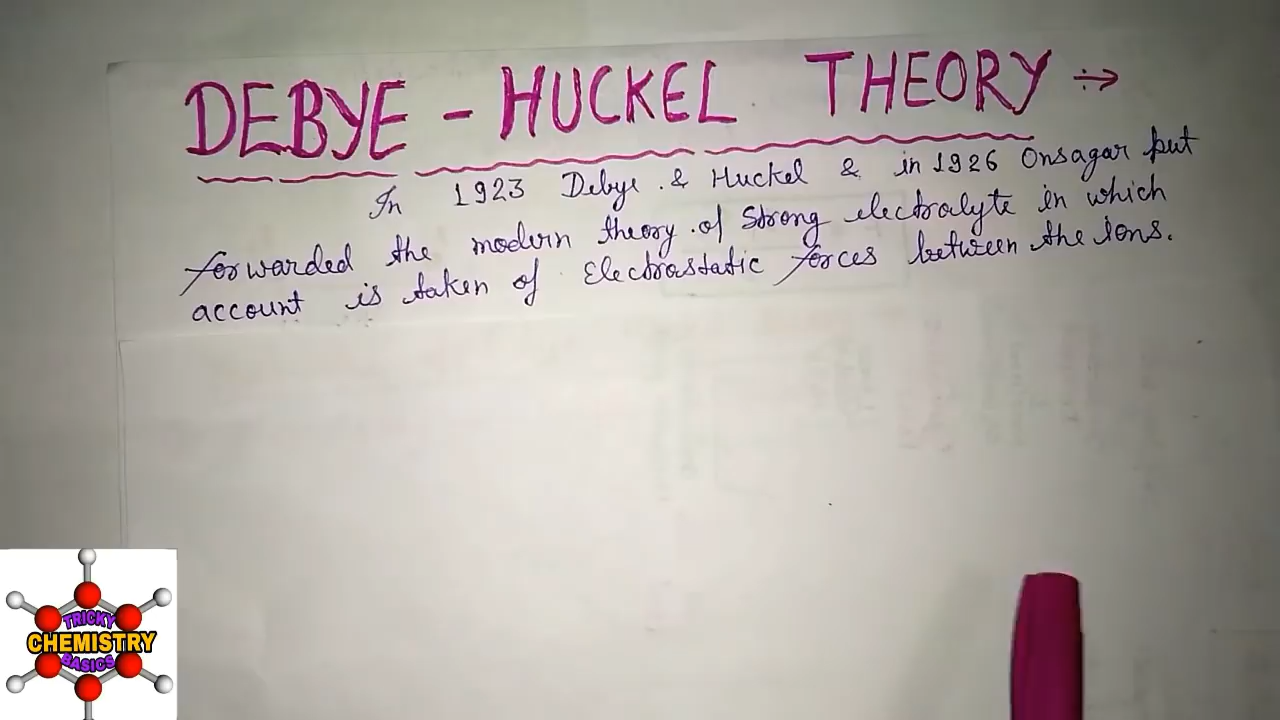 DEBYE - HUCKEL THEORY →
In 1923 Debye & Huckel & in 1926 Onsagar put
forwarded the modern theory of Strong electrolyte in which
account is taken of Electrostatic forces between the ions.
TRICKY
CHEMISTRY
BASICS